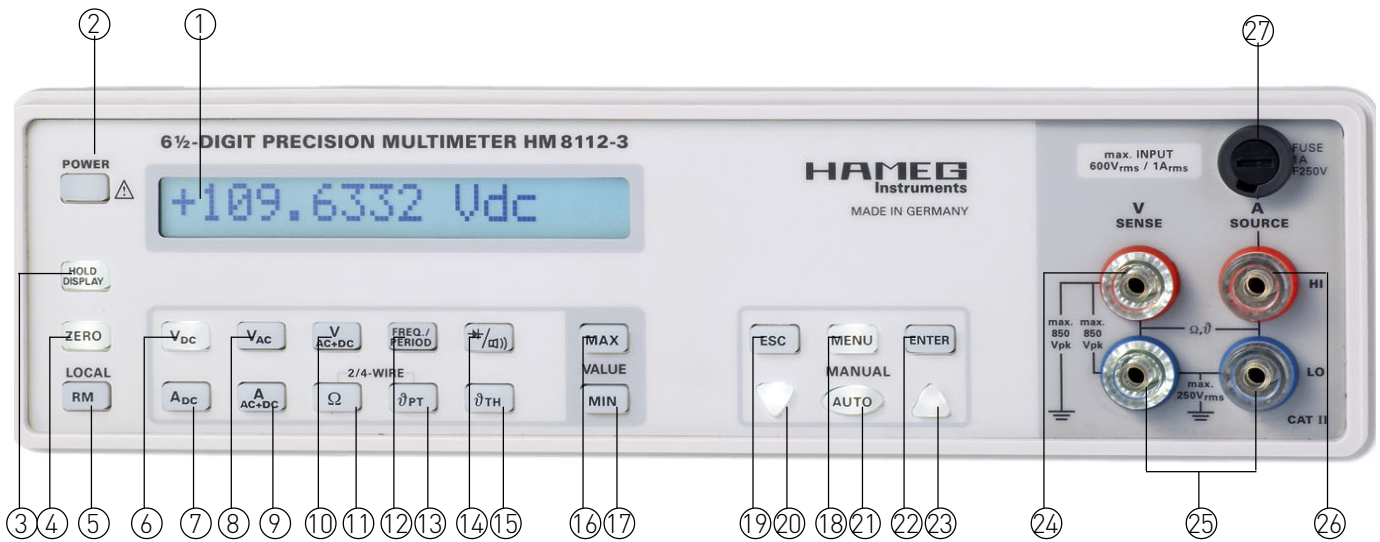 2
1
27
6½-DIGIT PRECISION MULTIMETER HM 8112-3
POWER
+109.6332 Vdc
HAMEG
Instruments
MADE IN GERMANY
max. INPUT
600Vrms / 1Arms
FUSE
1A
F250V
V
SENSE
A
SOURCE
HOLD
DISPLAY
HI
ZERO
VDC
VAC
V
AC+DC
FREQ./
PERIOD
MAX
ESC
MENU
ENTER
max.
850
Vpk
max.
850
Vpk
Ω,ϑ
LOCAL
2/4-WIRE
VALUE
MANUAL
LO
RM
ADC
A
AC+DC
Ω
ϑPT
ϑTH
MIN
AUTO
max.
250Vrms
CAT II
3
4
5
6
7
8
9
10
11
12
13
14
15
16
17
19
20
18
21
22
23
24
25
26